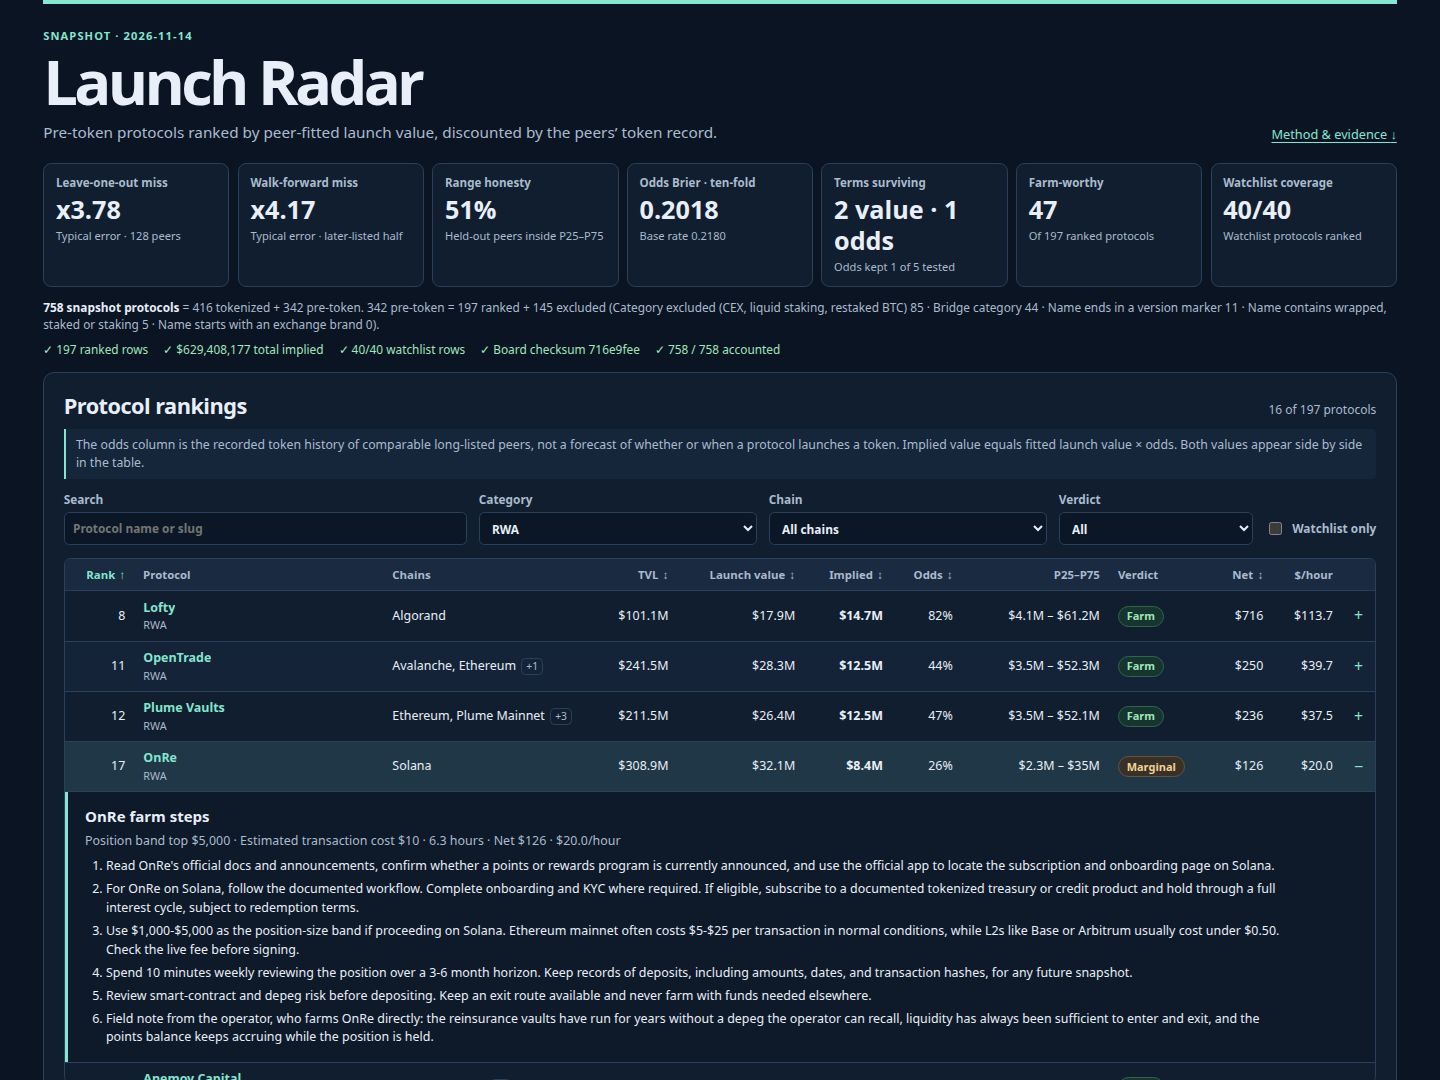 SNAPSHOT · 2026-11-14
Launch Radar
Pre-token protocols ranked by peer-fitted launch value, discounted by the peers’ token record.
Method & evidence ↓
Leave-one-out miss
x3.78
Typical error · 128 peers
Walk-forward miss
x4.17
Typical error · later-listed half
Range honesty
51%
Held-out peers inside P25–P75
Odds Brier · ten-fold
0.2018
Base rate 0.2180
Terms surviving
2 value · 1
odds
Odds kept 1 of 5 tested
Farm-worthy
47
Of 197 ranked protocols
Watchlist coverage
40/40
Watchlist protocols ranked
758 snapshot protocols = 416 tokenized + 342 pre-token. 342 pre-token = 197 ranked + 145 excluded (Category excluded (CEX, liquid staking, restaked BTC) 85 · Bridge category 44 · Name ends in a version marker 11 · Name contains wrapped,
staked or staking 5 · Name starts with an exchange brand 0).
✓ 197 ranked rows ✓ $629,408,177 total implied ✓ 40/40 watchlist rows ✓ Board checksum 716e9fee ✓ 758 / 758 accounted
Protocol rankings
16 of 197 protocols
The odds column is the recorded token history of comparable long-listed peers, not a forecast of whether or when a protocol launches a token. Implied value equals fitted launch value × odds. Both values appear side by side
in the table.
Search Category Chain Verdict
Protocol name or slug RWA All chains All Watchlist only
Rank ↑ Protocol Chains TVL ↕ Launch value ↕ Implied ↕ Odds ↕ P25–P75 Verdict Net ↕ $/hour
8 Lofty Algorand $101.1M $17.9M $14.7M 82% $4.1M – $61.2M Farm $716 $113.7 +
RWA
11 OpenTrade Avalanche, Ethereum +1 $241.5M $28.3M $12.5M 44% $3.5M – $52.3M Farm $250 $39.7 +
RWA
12 Plume Vaults Ethereum, Plume Mainnet +3 $211.5M $26.4M $12.5M 47% $3.5M – $52.1M Farm $236 $37.5 +
RWA
17 OnRe Solana $308.9M $32.1M $8.4M 26% $2.3M – $35M Marginal $126 $20.0 −
RWA
OnRe farm steps
Position band top $5,000 · Estimated transaction cost $10 · 6.3 hours · Net $126 · $20.0/hour
1. Read OnRe's official docs and announcements, confirm whether a points or rewards program is currently announced, and use the official app to locate the subscription and onboarding page on Solana.
2. For OnRe on Solana, follow the documented workflow. Complete onboarding and KYC where required. If eligible, subscribe to a documented tokenized treasury or credit product and hold through a full
interest cycle, subject to redemption terms.
3. Use $1,000-$5,000 as the position-size band if proceeding on Solana. Ethereum mainnet often costs $5-$25 per transaction in normal conditions, while L2s like Base or Arbitrum usually cost under $0.50.
Check the live fee before signing.
4. Spend 10 minutes weekly reviewing the position over a 3-6 month horizon. Keep records of deposits, including amounts, dates, and transaction hashes, for any future snapshot.
5. Review smart-contract and depeg risk before depositing. Keep an exit route available and never farm with funds needed elsewhere.
6. Field note from the operator, who farms OnRe directly: the reinsurance vaults have run for years without a depeg the operator can recall, liquidity has always been sufficient to enter and exit, and the
points balance keeps accruing while the position is held.
Anemoy Capital